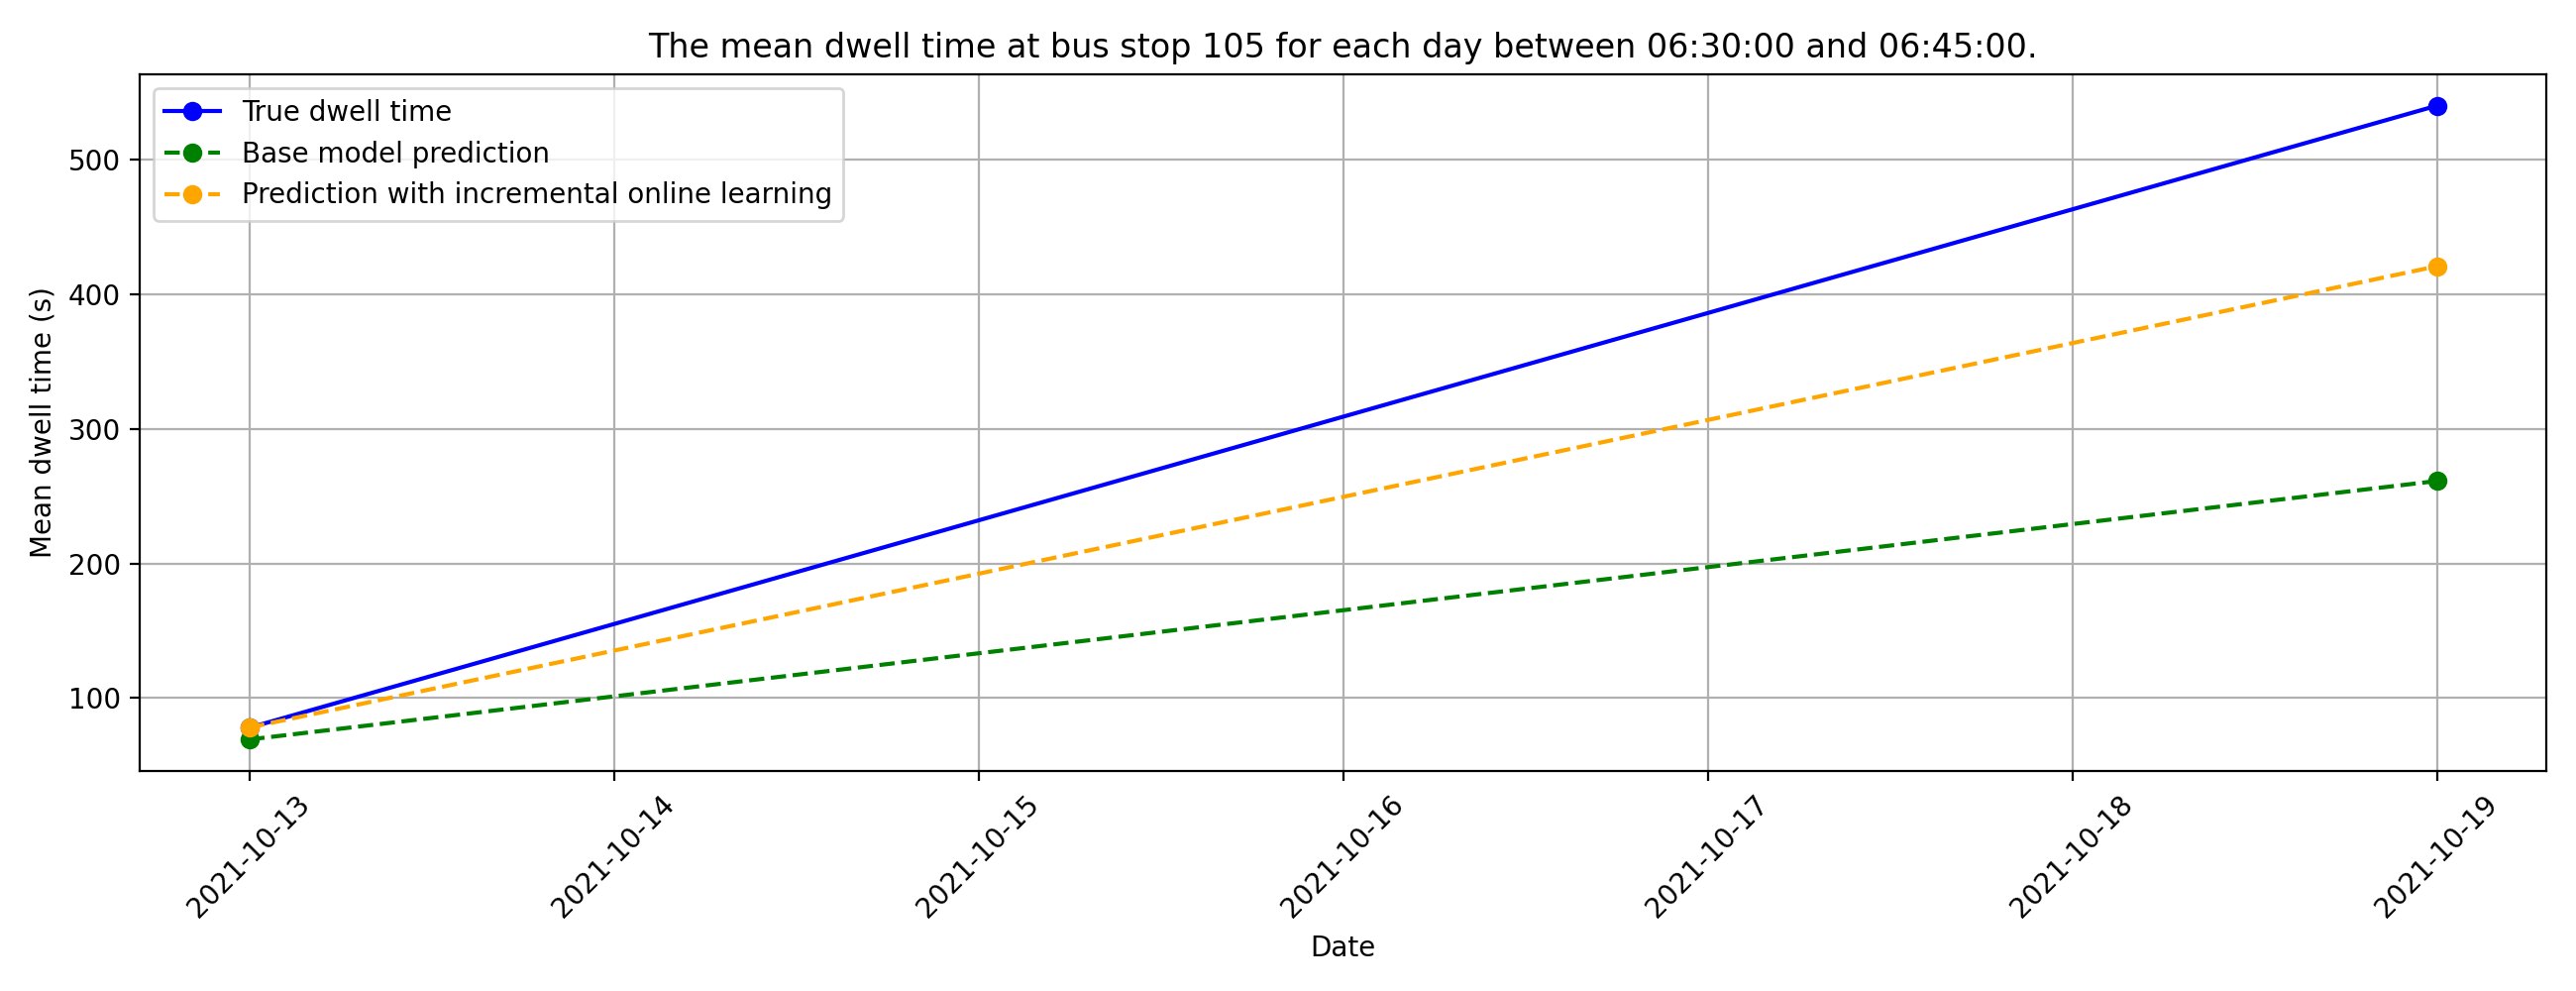 The mean dwell time at bus stop 105 for each day between 06:30:00 and 06:45:00.
True dwell time
Base model prediction
Prediction with incremental online learning
Mean dwell time (s)
500
400
300
200
100
2021-10-13
2021-10-14
2021-10-15
2021-10-16
2021-10-17
2021-10-18
2021-10-19
Date